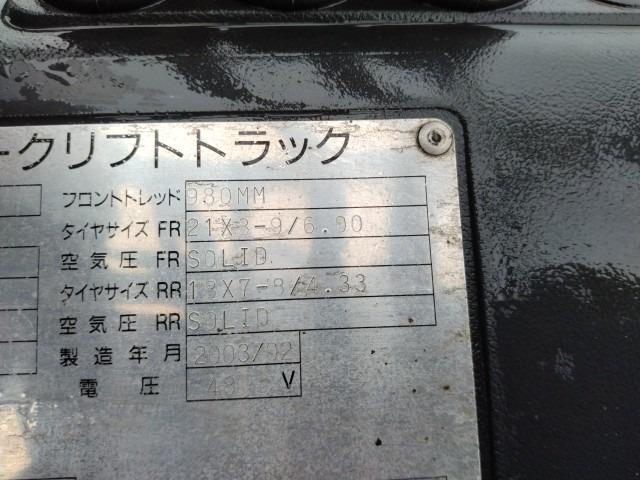 ークリフトトラック
フロントトレッド 980MM
タイヤサイズ FR 21X8-9/6.00
空気圧 FR SOLID
タイヤサイズ RR 18X7-8/4.33
空気圧 RR SOLID
製造年月 2003/02
電圧 48 V